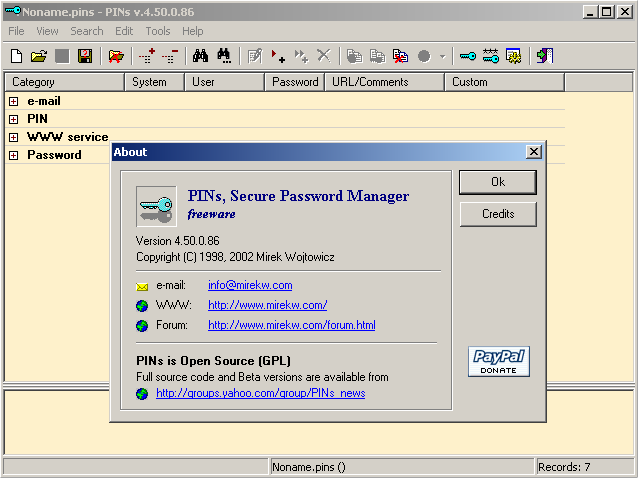 Noname.pins - PINs v.4.50.0.86
File View Search Edit Tools Help
Category System User Password URL/Comments Custom
e-mail
PIN
WWW service
Password
About
PINs, Secure Password Manager
freeware
Version 4.50.0.86
Copyright (C) 1998, 2002 Mirek Wojtowicz
e-mail: info@mirekw.com
WWW: http://www.mirekw.com/
Forum: http://www.mirekw.com/forum.html
PINs is Open Source (GPL)
Full source code and Beta versions are available from
http://groups.yahoo.com/group/PINs_news
Ok
Credits
PayPal
DONATE
Noname.pins () Records: 7